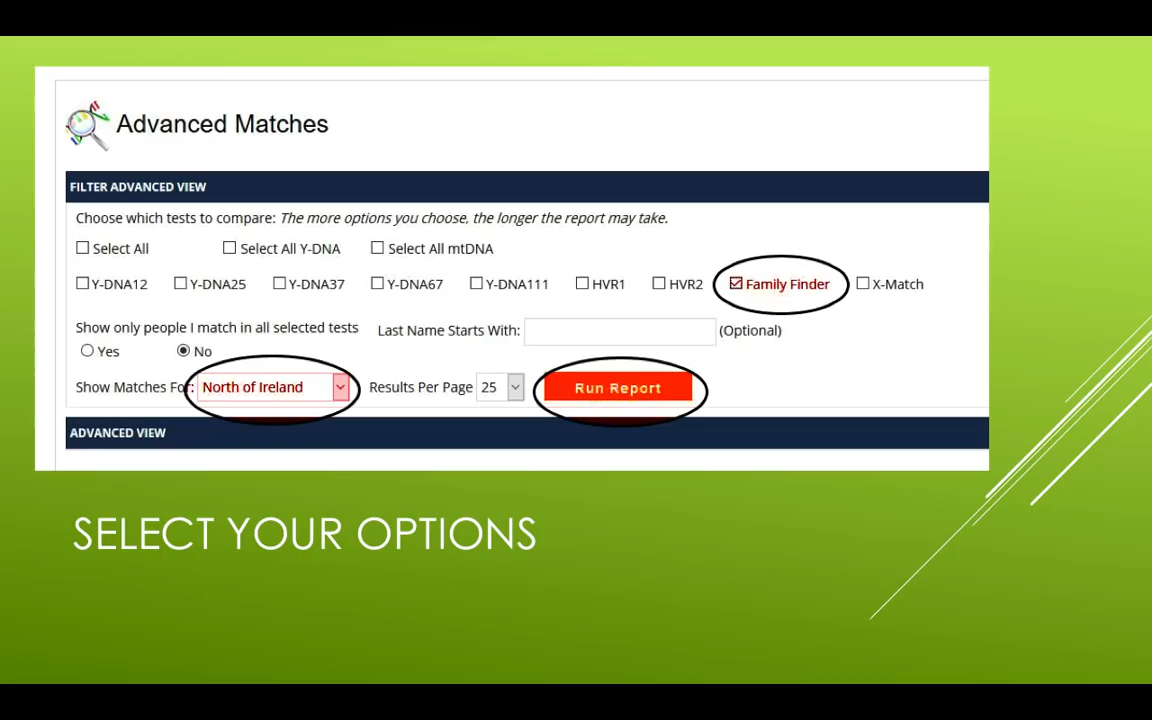 Advanced Matches
FILTER ADVANCED VIEW
Choose which tests to compare: The more options you choose, the longer the report may take.
Select All Select All Y-DNA Select All mtDNA
Y-DNA12 Y-DNA25 Y-DNA37 Y-DNA67 Y-DNA111 HVR1 HVR2 Family Finder X-Match
Show only people I match in all selected tests Last Name Starts With: (Optional)
Yes No
Show Matches For: North of Ireland Results Per Page 25 Run Report
ADVANCED VIEW
SELECT YOUR OPTIONS